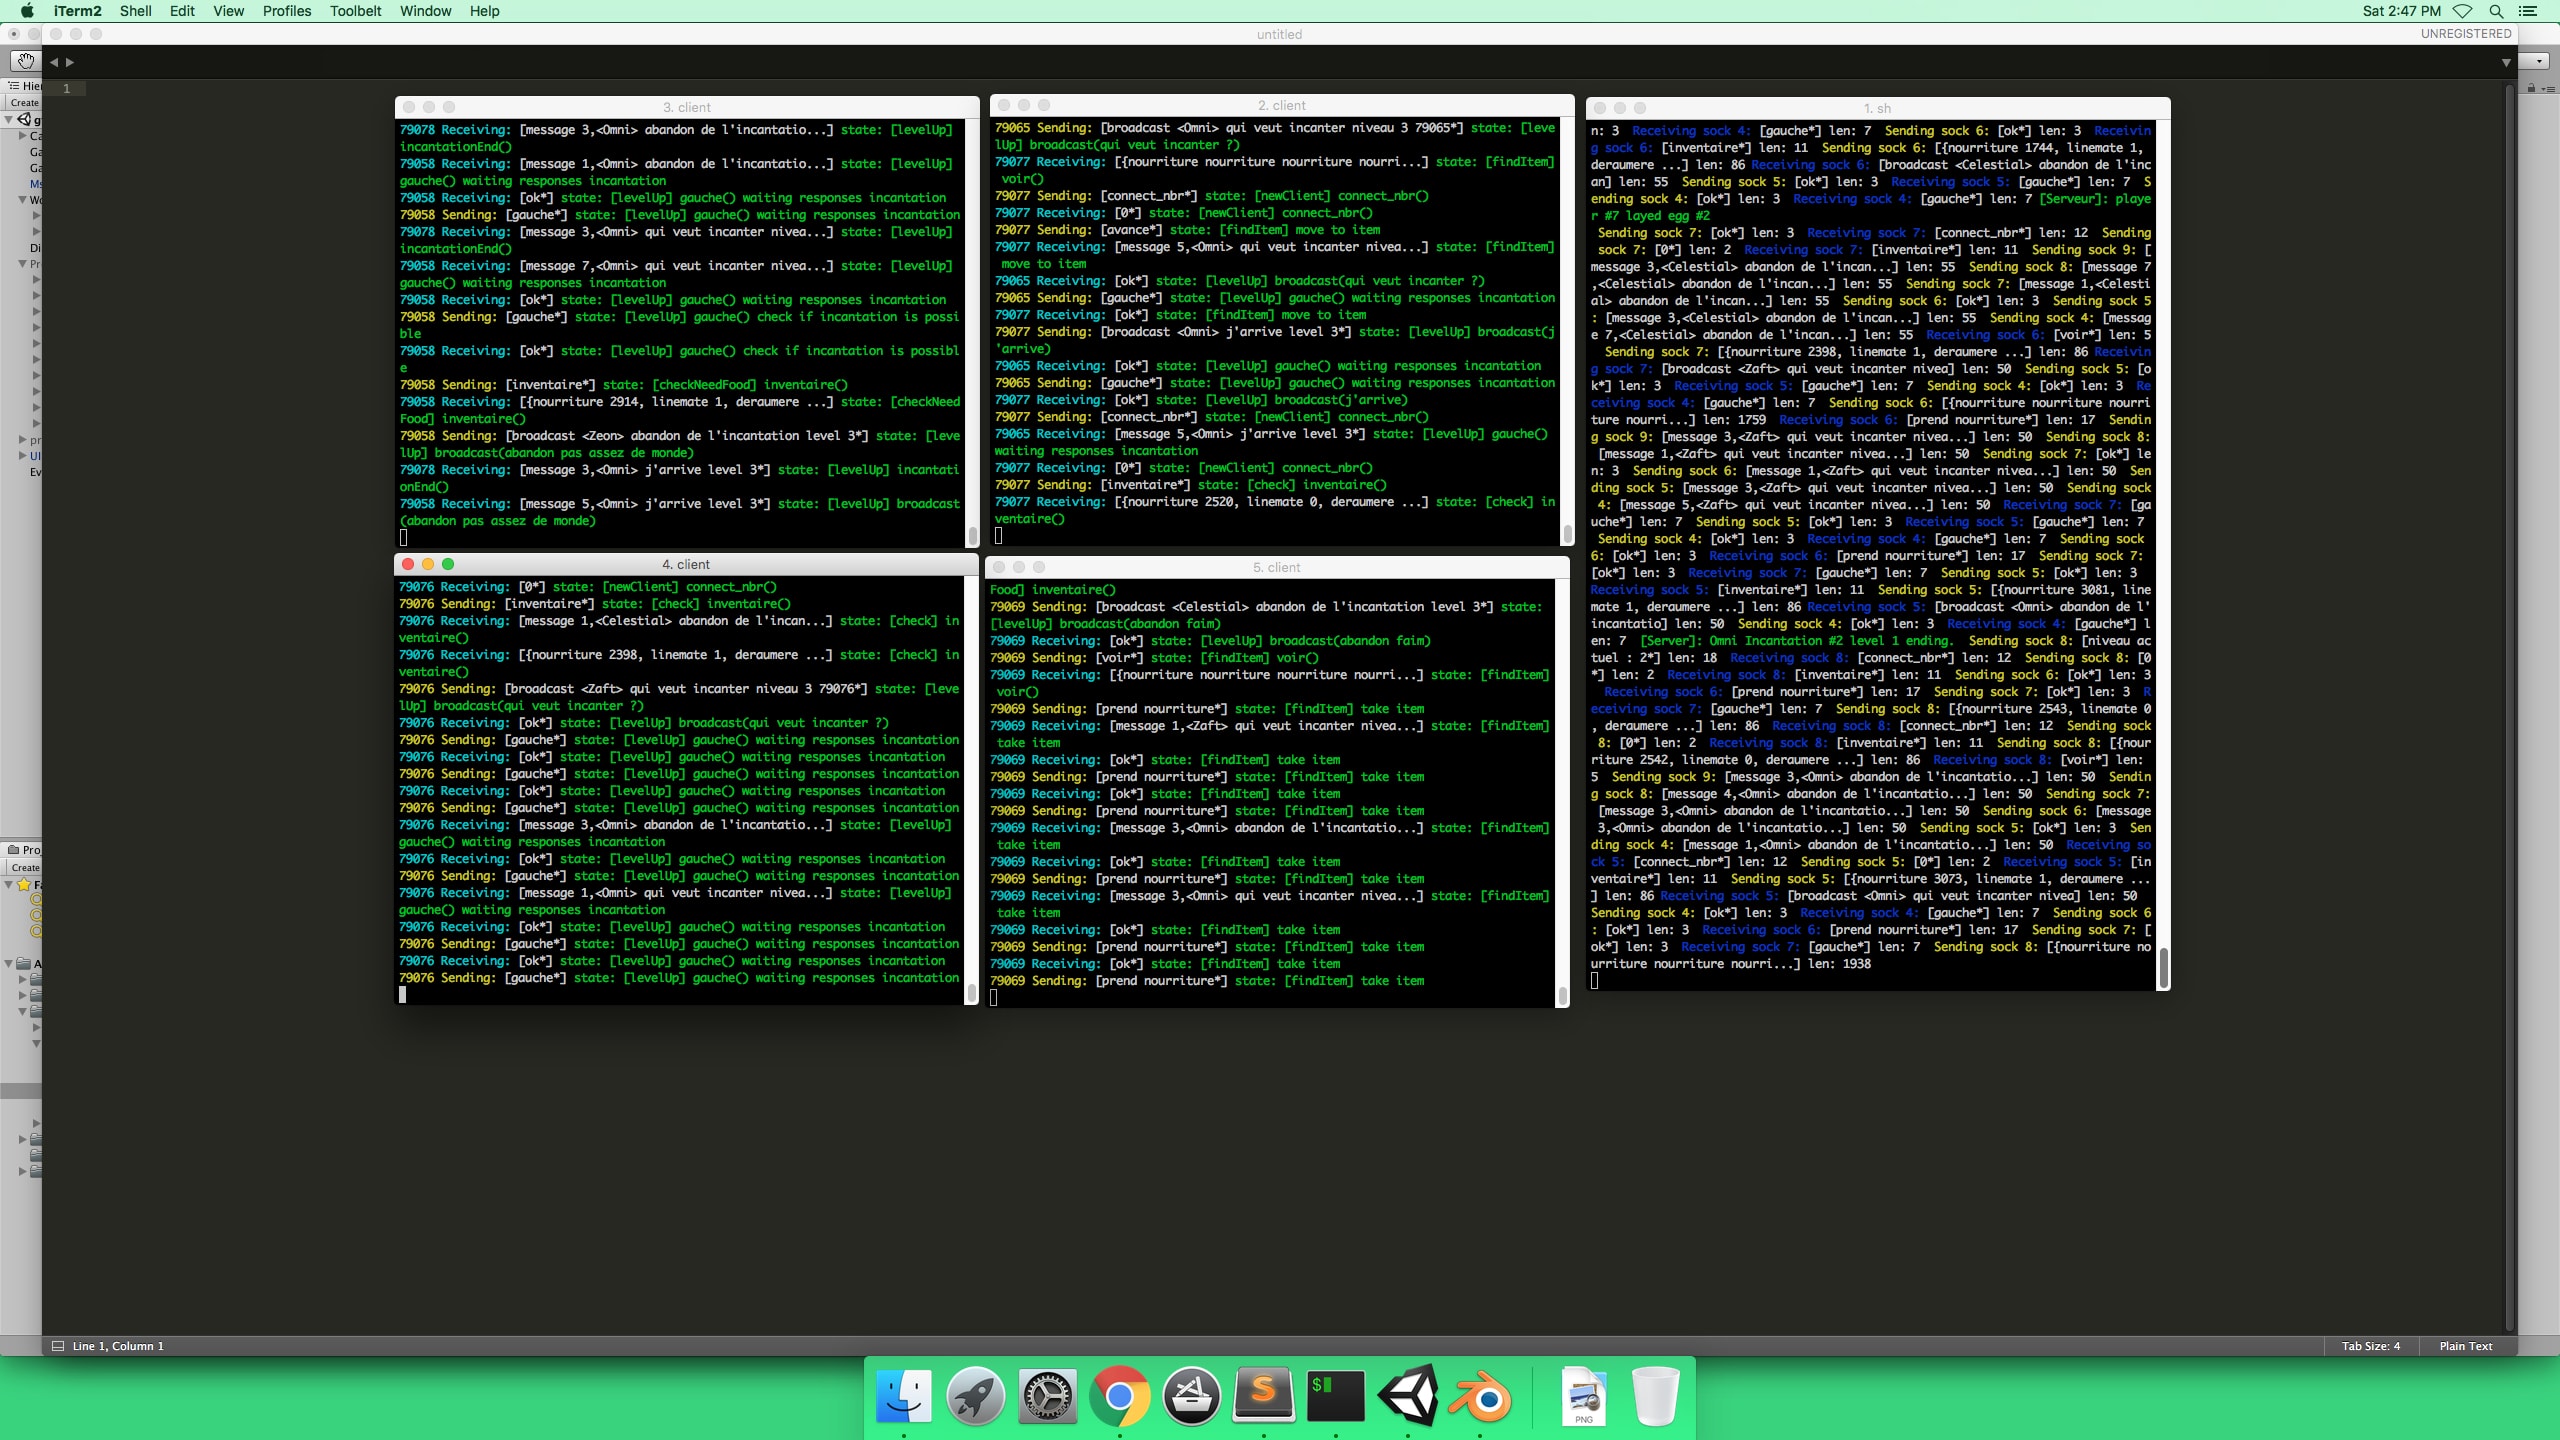 iTerm2 Shell Edit View Profiles Toolbelt Window Help
Sat 2:47 PM
untitled
UNREGISTERED
1
Create
3. client
79078 Receiving: [message 3,<Omni> abandon de l'incantatio...] state: [levelUp]
incantationEnd()
79058 Receiving: [message 1,<Omni> abandon de l'incantatio...] state: [levelUp]
gauche() waiting responses incantation
79058 Receiving: [ok*] state: [levelUp] gauche() waiting responses incantation
79058 Sending: [gauche*] state: [levelUp] gauche() waiting responses incantation
79078 Receiving: [message 3,<Omni> qui veut incanter nivea...] state: [levelUp]
incantationEnd()
79058 Receiving: [message 7,<Omni> qui veut incanter nivea...] state: [levelUp]
gauche() waiting responses incantation
79058 Receiving: [ok*] state: [levelUp] gauche() waiting responses incantation
79058 Sending: [gauche*] state: [levelUp] gauche() check if incantation is possi
ble
79058 Receiving: [ok*] state: [levelUp] gauche() check if incantation is possibl
e
79058 Sending: [inventaire*] state: [checkNeedFood] inventaire()
79058 Receiving: [{nourriture 2914, linemate 1, deraumere ...] state: [checkNeed
Food] inventaire()
79058 Sending: [broadcast <Zeon> abandon de l'incantation level 3*] state: [leve
lUp] broadcast(abandon pas assez de monde)
79078 Receiving: [message 3,<Omni> j'arrive level 3*] state: [levelUp] incantati
onEnd()
79058 Receiving: [message 5,<Omni> j'arrive level 3*] state: [levelUp] broadcast
(abandon pas assez de monde)
2. client
79065 Sending: [broadcast <Omni> qui veut incanter niveau 3 79065*] state: [leve
lUp] broadcast(qui veut incanter ?)
79077 Receiving: [{nourriture nourriture nourriture nourri...] state: [findItem]
voir()
79077 Sending: [connect_nbr*] state: [newClient] connect_nbr()
79077 Receiving: [0*] state: [newClient] connect_nbr()
79077 Sending: [avance*] state: [findItem] move to item
79077 Receiving: [message 5,<Omni> qui veut incanter nivea...] state: [findItem]
move to item
79065 Receiving: [ok*] state: [levelUp] broadcast(qui veut incanter ?)
79065 Sending: [gauche*] state: [levelUp] gauche() waiting responses incantation
79077 Receiving: [ok*] state: [findItem] move to item
79077 Sending: [broadcast <Omni> j'arrive level 3*] state: [levelUp] broadcast(j
'arrive)
79065 Receiving: [ok*] state: [levelUp] gauche() waiting responses incantation
79065 Sending: [gauche*] state: [levelUp] gauche() waiting responses incantation
79077 Receiving: [ok*] state: [levelUp] broadcast(j'arrive)
79077 Sending: [connect_nbr*] state: [newClient] connect_nbr()
79065 Receiving: [message 5,<Omni> j'arrive level 3*] state: [levelUp] gauche()
waiting responses incantation
79077 Receiving: [0*] state: [newClient] connect_nbr()
79077 Sending: [inventaire*] state: [check] inventaire()
79077 Receiving: [{nourriture 2520, linemate 0, deraumere ...] state: [check] in
ventaire()
1. sh
n: 3 Receiving sock 4: [gauche*] len: 7 Sending sock 6: [ok*] len: 3 Receivin
g sock 6: [inventaire*] len: 11 Sending sock 6: [{nourriture 1744, linemate 1,
deraumere ...] len: 86 Receiving sock 6: [broadcast <Celestial> abandon de l'inc
an] len: 55 Sending sock 5: [ok*] len: 3 Receiving sock 5: [gauche*] len: 7 S
ending sock 4: [ok*] len: 3 Receiving sock 4: [gauche*] len: 7 [Serveur]: playe
r #7 layed egg #2
Sending sock 7: [ok*] len: 3 Receiving sock 7: [connect_nbr*] len: 12 Sending
sock 7: [0*] len: 2 Receiving sock 7: [inventaire*] len: 11 Sending sock 9: [
message 3,<Celestial> abandon de l'incan...] len: 55 Sending sock 8: [message 7
,<Celestial> abandon de l'incan...] len: 55 Sending sock 7: [message 1,<Celesti
al> abandon de l'incan...] len: 55 Sending sock 6: [ok*] len: 3 Sending sock 5
: [message 3,<Celestial> abandon de l'incan...] len: 55 Sending sock 4: [messag
e 7,<Celestial> abandon de l'incan...] len: 55 Receiving sock 6: [voir*] len: 5
Sending sock 7: [{nourriture 2398, linemate 1, deraumere ...] len: 86 Receivin
g sock 7: [broadcast <Zaft> qui veut incanter nivea] len: 50 Sending sock 5: [o
k*] len: 3 Receiving sock 5: [gauche*] len: 7 Sending sock 4: [ok*] len: 3 Re
ceiving sock 4: [gauche*] len: 7 Sending sock 6: [{nourriture nourriture nourri
ture nourri...] len: 1759 Receiving sock 6: [prend nourriture*] len: 17 Sendin
g sock 9: [message 3,<Zaft> qui veut incanter nivea...] len: 50 Sending sock 8:
[message 1,<Zaft> qui veut incanter nivea...] len: 50 Sending sock 7: [ok*] le
n: 3 Sending sock 6: [message 1,<Zaft> qui veut incanter nivea...] len: 50 Sen
ding sock 5: [message 3,<Zaft> qui veut incanter nivea...] len: 50 Sending sock
4: [message 5,<Zaft> qui veut incanter nivea...] len: 50 Receiving sock 7: [ga
uche*] len: 7 Sending sock 5: [ok*] len: 3 Receiving sock 5: [gauche*] len: 7
Sending sock 4: [ok*] len: 3 Receiving sock 4: [gauche*] len: 7 Sending sock
6: [ok*] len: 3 Receiving sock 6: [prend nourriture*] len: 17 Sending sock 7:
[ok*] len: 3 Receiving sock 7: [gauche*] len: 7 Sending sock 5: [ok*] len: 3
Receiving sock 5: [inventaire*] len: 11 Sending sock 5: [{nourriture 3081, line
mate 1, deraumere ...] len: 86 Receiving sock 5: [broadcast <Omni> abandon de l'
incantatio] len: 50 Sending sock 4: [ok*] len: 3 Receiving sock 4: [gauche*] l
en: 7 [Server]: Omni Incantation #2 level 1 ending. Sending sock 8: [niveau ac
tuel : 2*] len: 18 Receiving sock 8: [connect_nbr*] len: 12 Sending sock 8: [0
*] len: 2 Receiving sock 8: [inventaire*] len: 11 Sending sock 6: [ok*] len: 3
Receiving sock 6: [prend nourriture*] len: 17 Sending sock 7: [ok*] len: 3 R
eceiving sock 7: [gauche*] len: 7 Sending sock 8: [{nourriture 2543, linemate 0
, deraumere ...] len: 86 Receiving sock 8: [connect_nbr*] len: 12 Sending sock
8: [0*] len: 2 Receiving sock 8: [inventaire*] len: 11 Sending sock 8: [{nour
riture 2542, linemate 0, deraumere ...] len: 86 Receiving sock 8: [voir*] len:
5 Sending sock 9: [message 3,<Omni> abandon de l'incantatio...] len: 50 Sendin
g sock 8: [message 4,<Omni> abandon de l'incantatio...] len: 50 Sending sock 7:
[message 3,<Omni> abandon de l'incantatio...] len: 50 Sending sock 6: [message
3,<Omni> abandon de l'incantatio...] len: 50 Sending sock 5: [ok*] len: 3 Sen
ding sock 4: [message 1,<Omni> abandon de l'incantatio...] len: 50 Receiving so
ck 5: [connect_nbr*] len: 12 Sending sock 5: [0*] len: 2 Receiving sock 5: [in
ventaire*] len: 11 Sending sock 5: [{nourriture 3073, linemate 1, deraumere ...
] len: 86 Receiving sock 5: [broadcast <Omni> qui veut incanter nivea] len: 50
Sending sock 4: [ok*] len: 3 Receiving sock 4: [gauche*] len: 7 Sending sock 6
: [ok*] len: 3 Receiving sock 6: [prend nourriture*] len: 17 Sending sock 7: [
ok*] len: 3 Receiving sock 7: [gauche*] len: 7 Sending sock 8: [{nourriture no
urriture nourriture nourri...] len: 1938
4. client
79076 Receiving: [0*] state: [newClient] connect_nbr()
79076 Sending: [inventaire*] state: [check] inventaire()
79076 Receiving: [message 1,<Celestial> abandon de l'incan...] state: [check] in
ventaire()
79076 Receiving: [{nourriture 2398, linemate 1, deraumere ...] state: [check] in
ventaire()
79076 Sending: [broadcast <Zaft> qui veut incanter niveau 3 79076*] state: [leve
lUp] broadcast(qui veut incanter ?)
79076 Receiving: [ok*] state: [levelUp] broadcast(qui veut incanter ?)
79076 Sending: [gauche*] state: [levelUp] gauche() waiting responses incantation
79076 Receiving: [ok*] state: [levelUp] gauche() waiting responses incantation
79076 Sending: [gauche*] state: [levelUp] gauche() waiting responses incantation
79076 Receiving: [ok*] state: [levelUp] gauche() waiting responses incantation
79076 Sending: [gauche*] state: [levelUp] gauche() waiting responses incantation
79076 Receiving: [message 3,<Omni> abandon de l'incantatio...] state: [levelUp]
gauche() waiting responses incantation
79076 Receiving: [ok*] state: [levelUp] gauche() waiting responses incantation
79076 Sending: [gauche*] state: [levelUp] gauche() waiting responses incantation
79076 Receiving: [message 1,<Omni> qui veut incanter nivea...] state: [levelUp]
gauche() waiting responses incantation
79076 Receiving: [ok*] state: [levelUp] gauche() waiting responses incantation
79076 Sending: [gauche*] state: [levelUp] gauche() waiting responses incantation
79076 Receiving: [ok*] state: [levelUp] gauche() waiting responses incantation
79076 Sending: [gauche*] state: [levelUp] gauche() waiting responses incantation
5. client
Food] inventaire()
79069 Sending: [broadcast <Celestial> abandon de l'incantation level 3*] state:
[levelUp] broadcast(abandon faim)
79069 Receiving: [ok*] state: [levelUp] broadcast(abandon faim)
79069 Sending: [voir*] state: [findItem] voir()
79069 Receiving: [{nourriture nourriture nourriture nourri...] state: [findItem]
voir()
79069 Sending: [prend nourriture*] state: [findItem] take item
79069 Receiving: [message 1,<Zaft> qui veut incanter nivea...] state: [findItem]
take item
79069 Receiving: [ok*] state: [findItem] take item
79069 Sending: [prend nourriture*] state: [findItem] take item
79069 Receiving: [ok*] state: [findItem] take item
79069 Sending: [prend nourriture*] state: [findItem] take item
79069 Receiving: [message 3,<Omni> abandon de l'incantatio...] state: [findItem]
take item
79069 Receiving: [ok*] state: [findItem] take item
79069 Sending: [prend nourriture*] state: [findItem] take item
79069 Receiving: [message 3,<Omni> qui veut incanter nivea...] state: [findItem]
take item
79069 Receiving: [ok*] state: [findItem] take item
79069 Sending: [prend nourriture*] state: [findItem] take item
79069 Receiving: [ok*] state: [findItem] take item
79069 Sending: [prend nourriture*] state: [findItem] take item
Create
Line 1, Column 1
Tab Size: 4
Plain Text
PNG